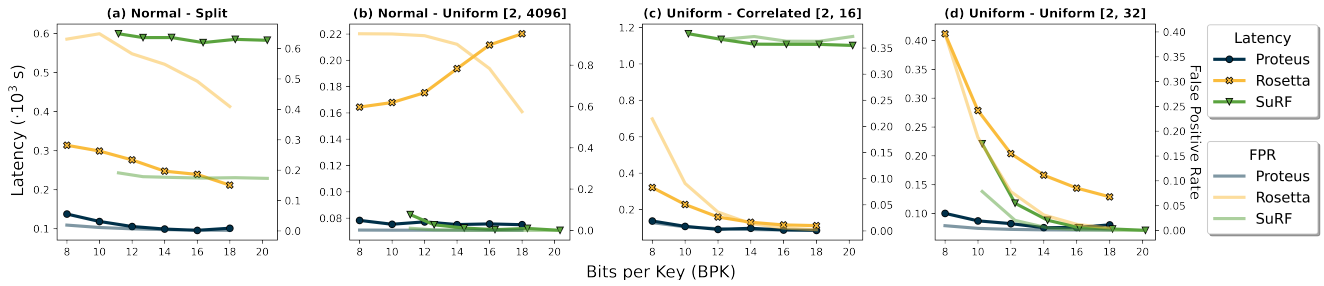 (a) Normal - Split
(b) Normal - Uniform [2, 4096]
(c) Uniform - Correlated [2, 16]
(d) Uniform - Uniform [2, 32]
Latency (·10³ s)
0.6
0.5
0.4
0.3
0.2
0.1
0.6
0.5
0.4
0.3
0.2
0.1
0.0
8 10 12 14 16 18 20
0.22
0.20
0.18
0.16
0.14
0.12
0.10
0.08
0.8
0.6
0.4
0.2
0.0
8 10 12 14 16 18 20
1.2
1.0
0.8
0.6
0.4
0.2
0.35
0.30
0.25
0.20
0.15
0.10
0.05
0.00
8 10 12 14 16 18 20
0.40
0.35
0.30
0.25
0.20
0.15
0.10
0.40
0.35
0.30
0.25
0.20
0.15
0.10
0.05
0.00
8 10 12 14 16 18 20
False Positive Rate
Bits per Key (BPK)
Latency
Proteus
Rosetta
SuRF
FPR
Proteus
Rosetta
SuRF